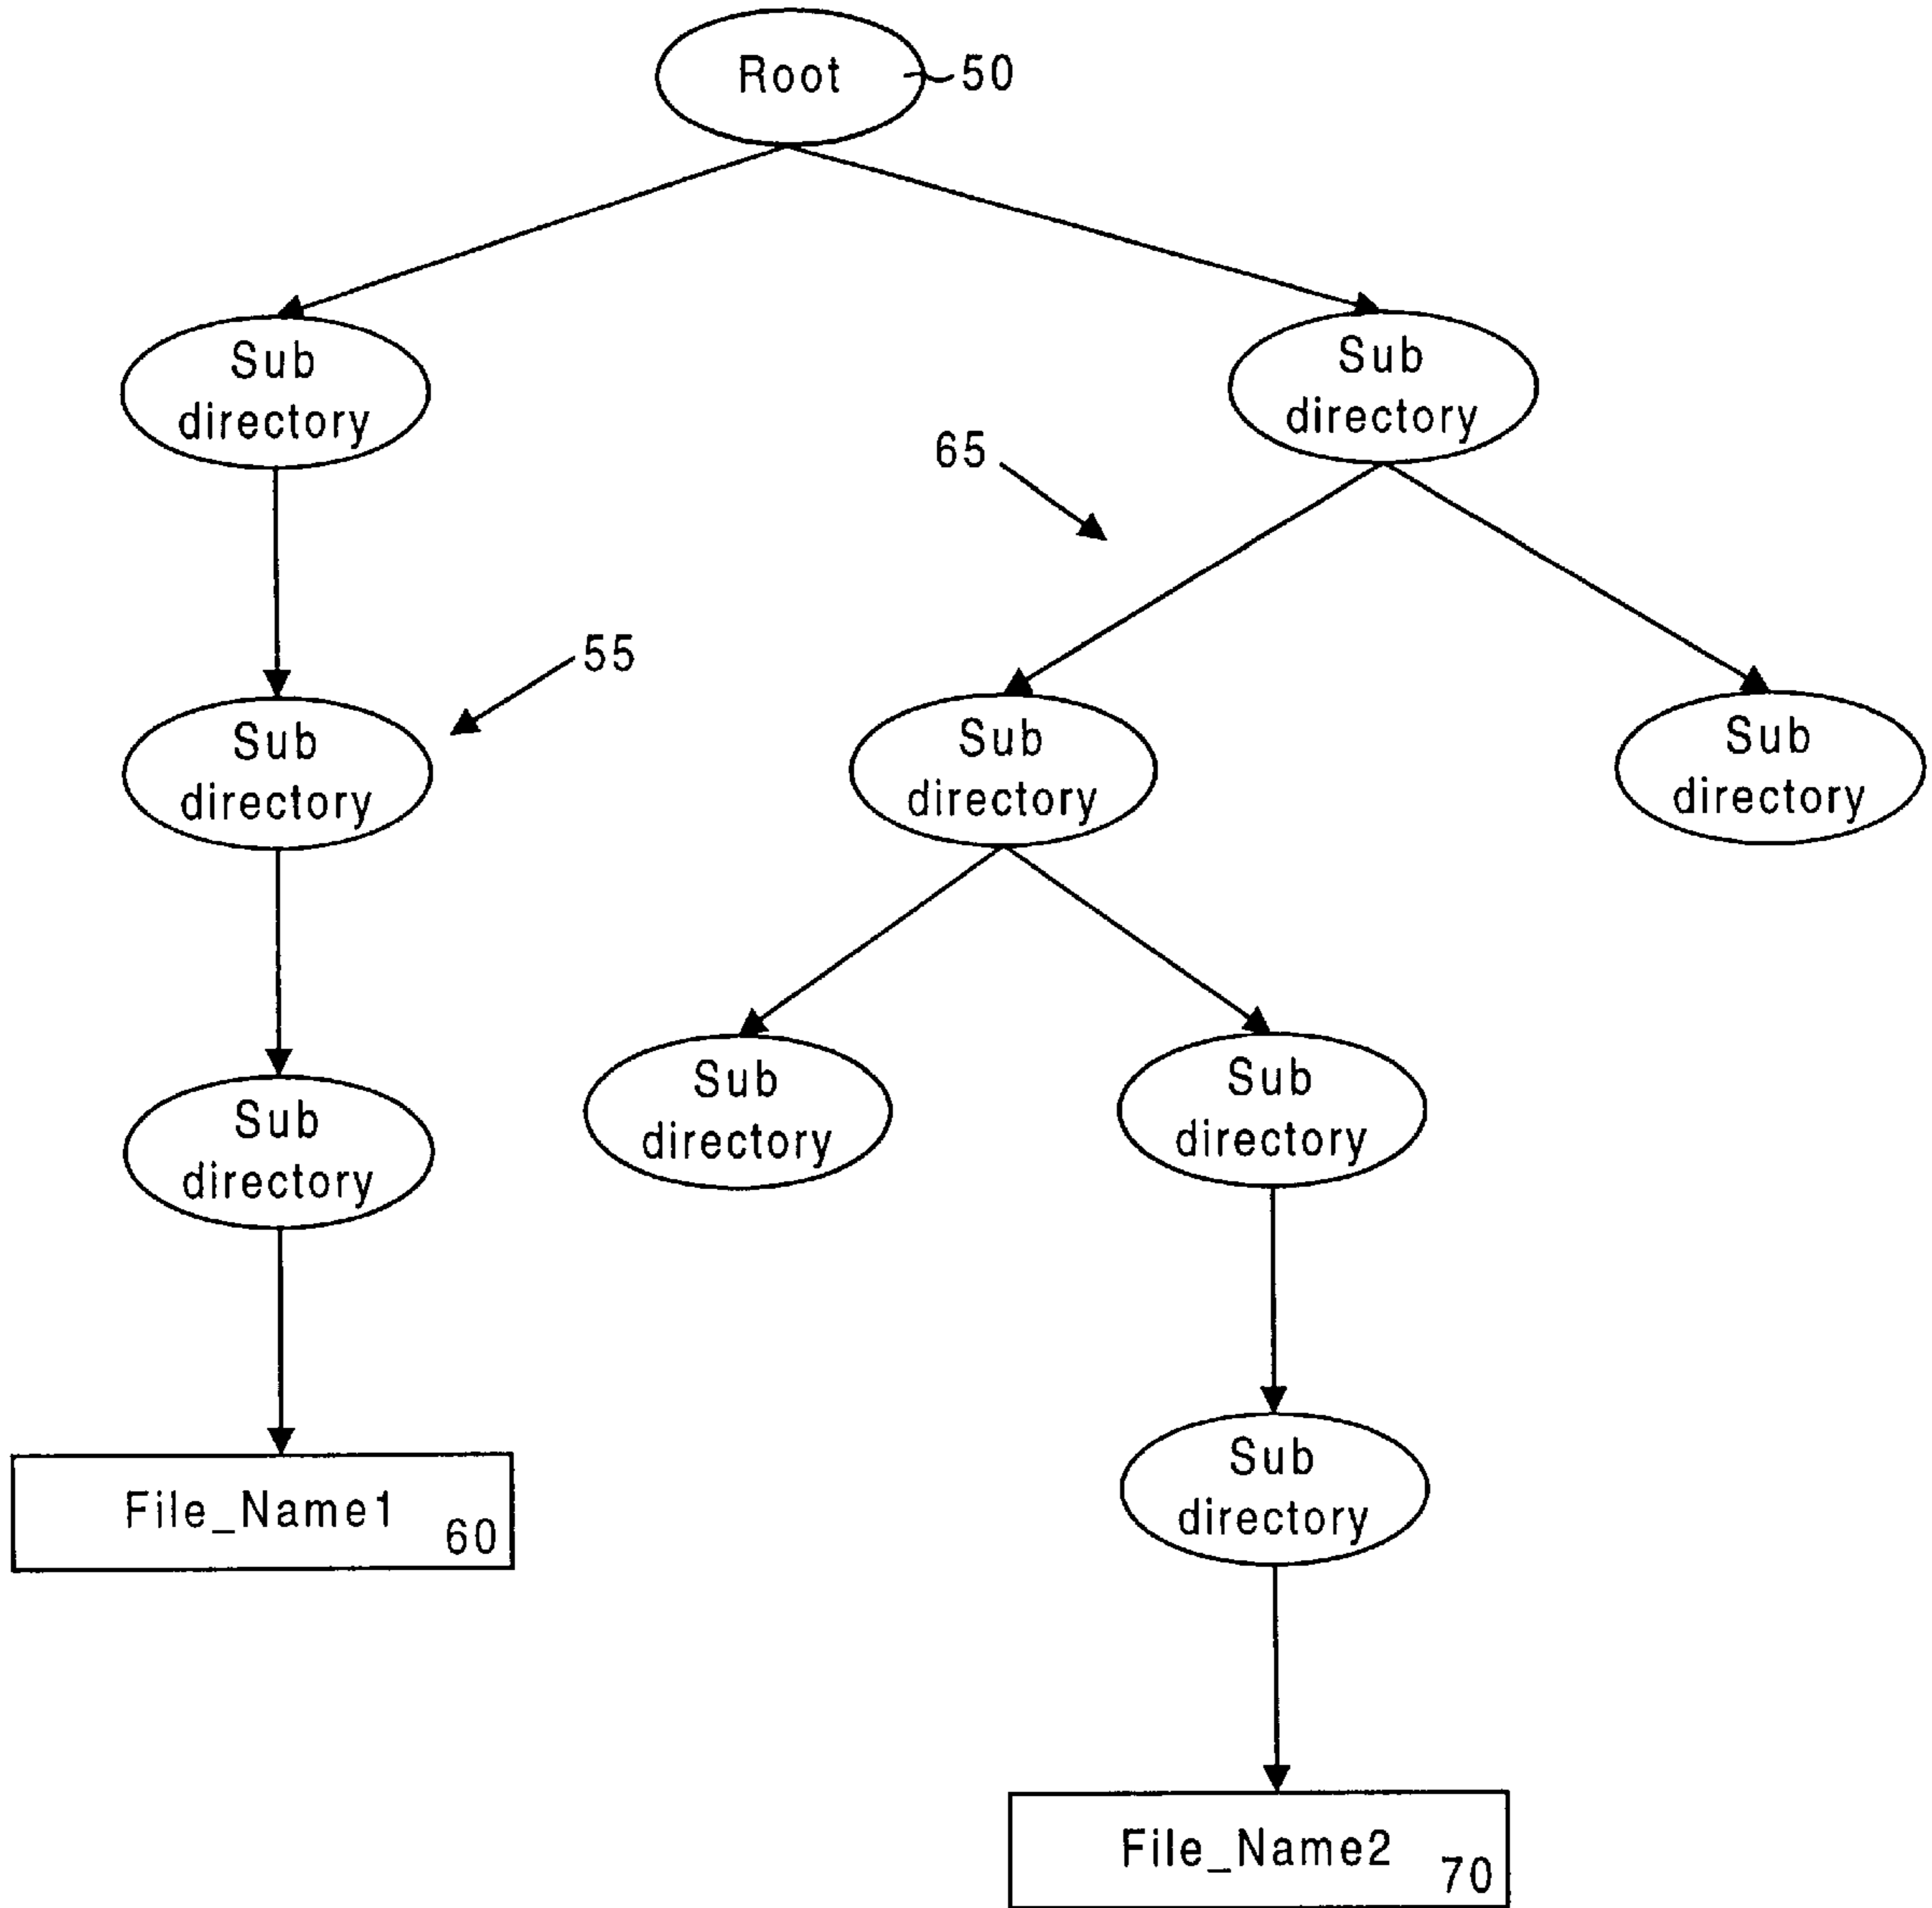 Root
50
Sub
directory
Sub
directory
65
55
Sub
directory
Sub
directory
Sub
directory
Sub
directory
Sub
directory
Sub
directory
File_Name1
60
Sub
directory
File_Name2
70